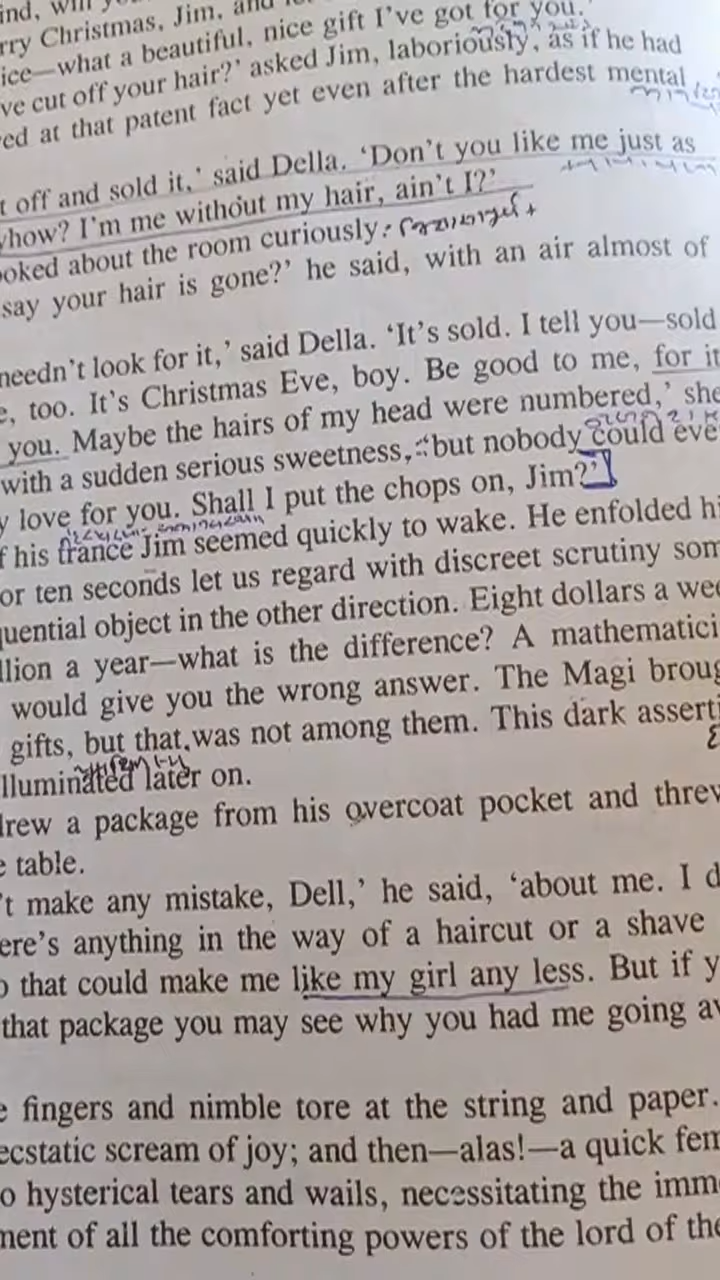 rry Christmas, Jim, and
ice—what a beautiful, nice gift I've got for you.'
ve cut off your hair?' asked Jim, laboriously, as if he had
ed at that patent fact yet even after the hardest mental
t off and sold it,' said Della. 'Don't you like me just as
how? I'm me without my hair, ain't I?'
ooked about the room curiously.
say your hair is gone?' he said, with an air almost of
needn't look for it,' said Della. 'It's sold. I tell you—sold
e, too. It's Christmas Eve, boy. Be good to me, for it
you. Maybe the hairs of my head were numbered,' she
with a sudden serious sweetness, 'but nobody could eve
y love for you. Shall I put the chops on, Jim?'
f his trance Jim seemed quickly to wake. He enfolded hi
or ten seconds let us regard with discreet scrutiny som
quential object in the other direction. Eight dollars a wee
llion a year—what is the difference? A mathematici
would give you the wrong answer. The Magi broug
gifts, but that was not among them. This dark asserti
lluminated later on.
drew a package from his overcoat pocket and threw
e table.
't make any mistake, Dell,' he said, 'about me. I d
ere's anything in the way of a haircut or a shave
o that could make me like my girl any less. But if y
that package you may see why you had me going aw
e fingers and nimble tore at the string and paper.
ecstatic scream of joy; and then—alas!—a quick fem
o hysterical tears and wails, necessitating the imm
ment of all the comforting powers of the lord of the